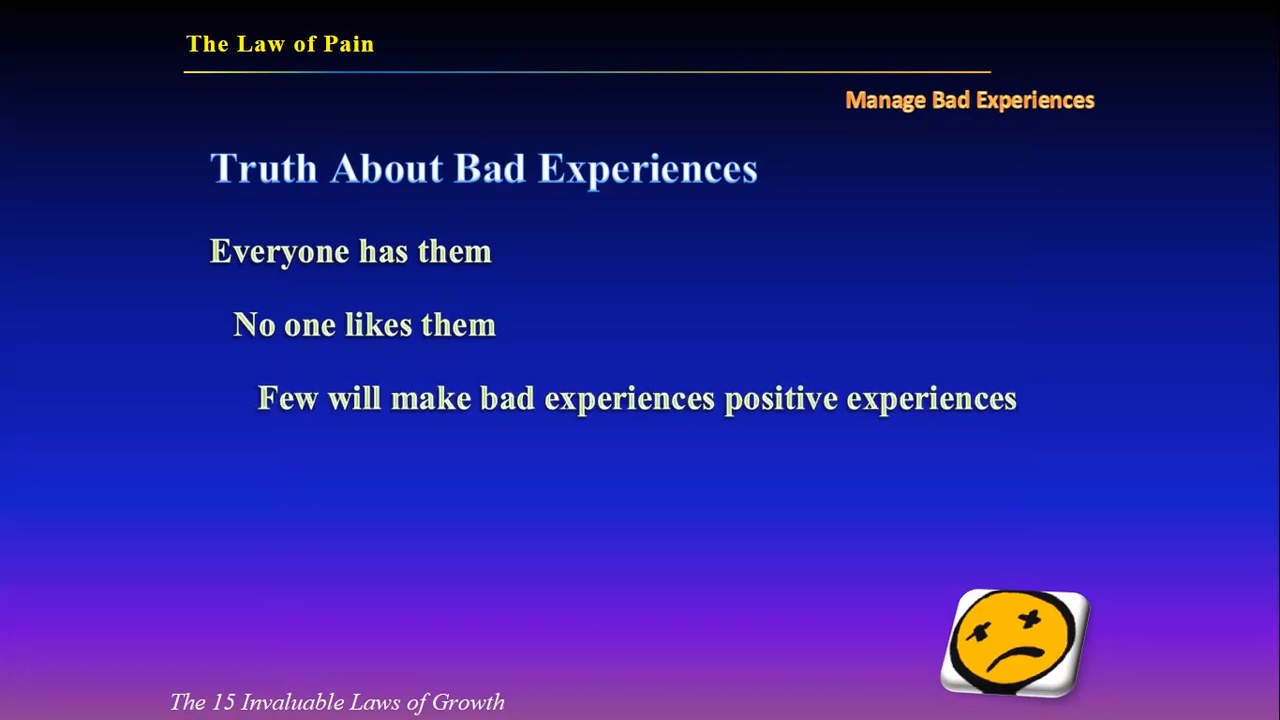 The Law of Pain
Manage Bad Experiences
Truth About Bad Experiences
Everyone has them
No one likes them
Few will make bad experiences positive experiences
The 15 Invaluable Laws of Growth